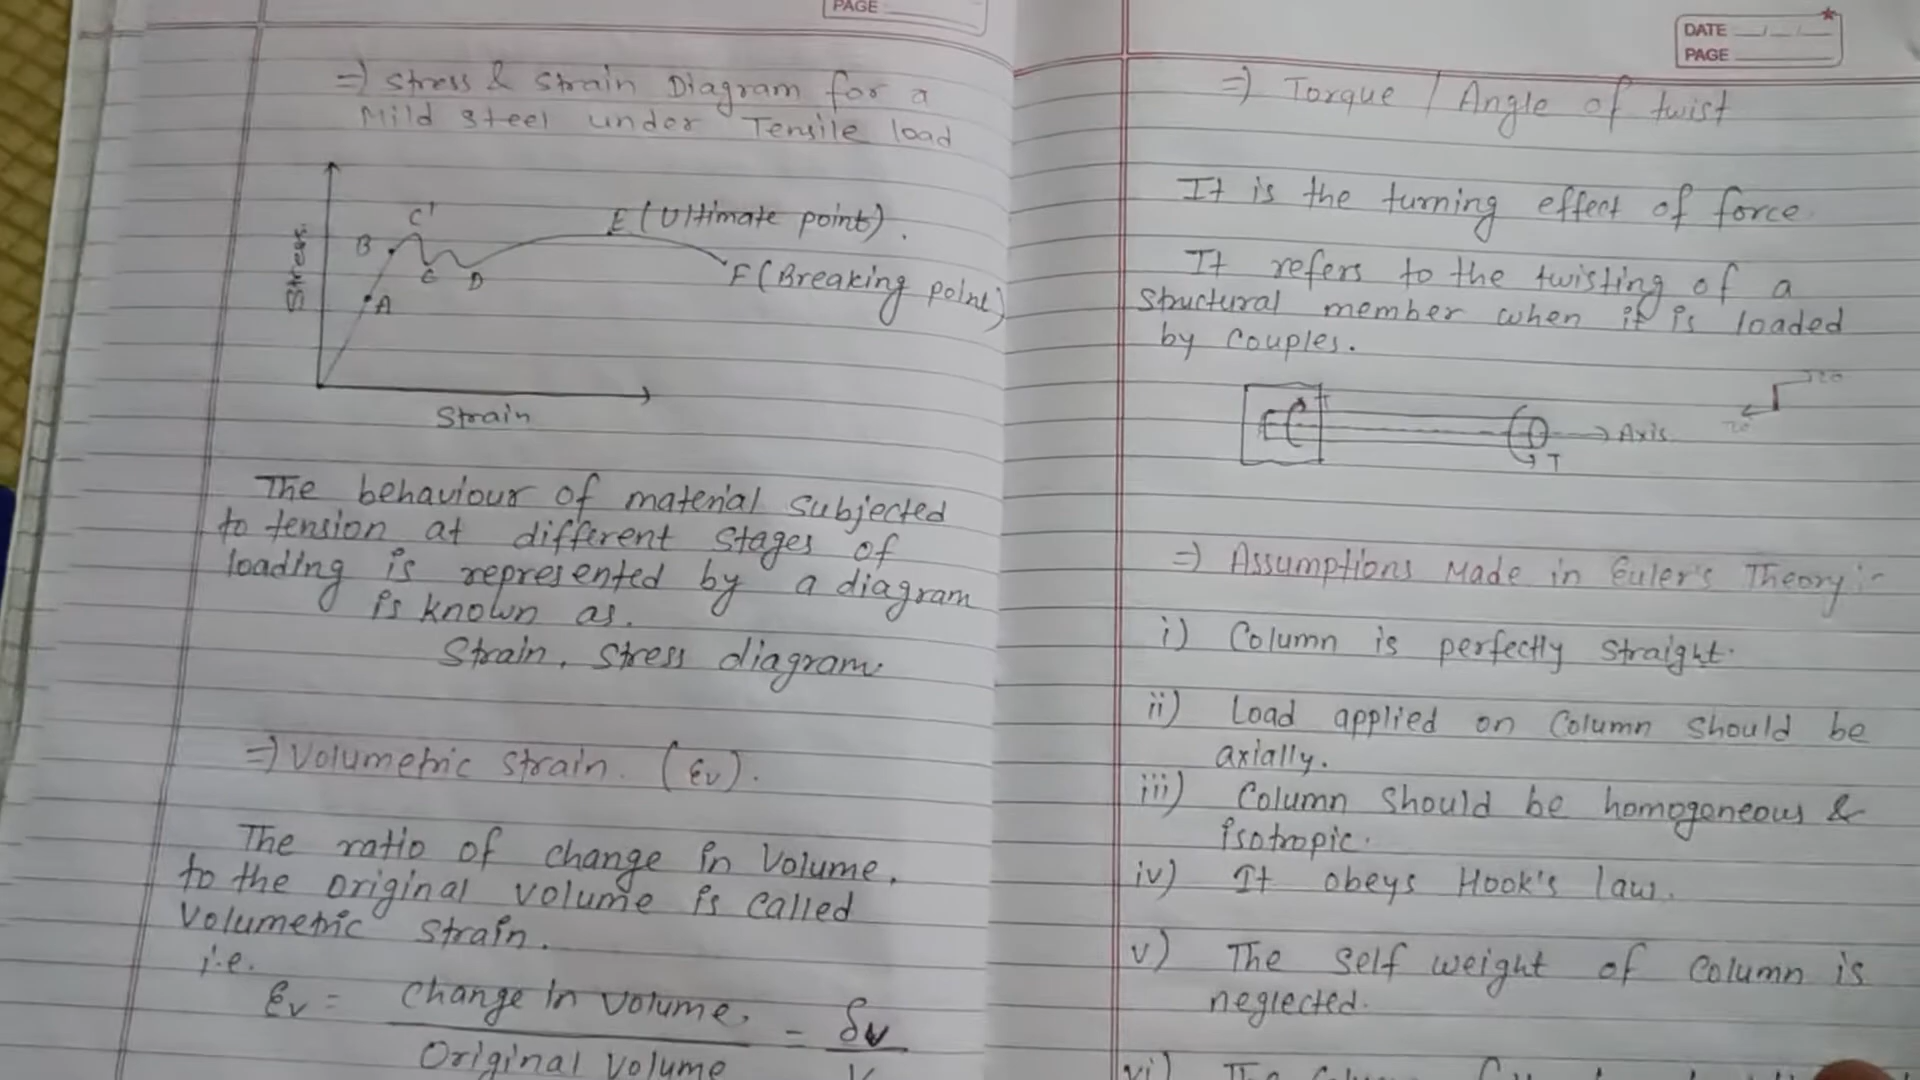 PAGE
=) Stress & Strain Diagram for a
Mild steel under Tensile load
C'
E (Ultimate point).
B
F (Breaking point)
C
D
A
Stress
Strain
The behaviour of material subjected
to tension at different stages of
loading is represented by a diagram
is known as.
Strain, stress diagram.
=) Volumetric strain. (εv).
The ratio of change in Volume.
to the original volume is called
Volumetric strain.
i.e.
εv = Change in volume. = δv
Original volume
DATE
PAGE
=) Torque / Angle of twist
It is the turning effect of force.
It refers to the twisting of a
structural member when it is loaded
by couples.
T
Axis
T
=) Assumptions Made in Euler's Theory:-
i) Column is perfectly straight.
ii) Load applied on Column should be
axially.
iii) Column should be homogeneous &
isotropic.
iv) It obeys Hook's law.
v) The self weight of Column is
neglected.
vi) The